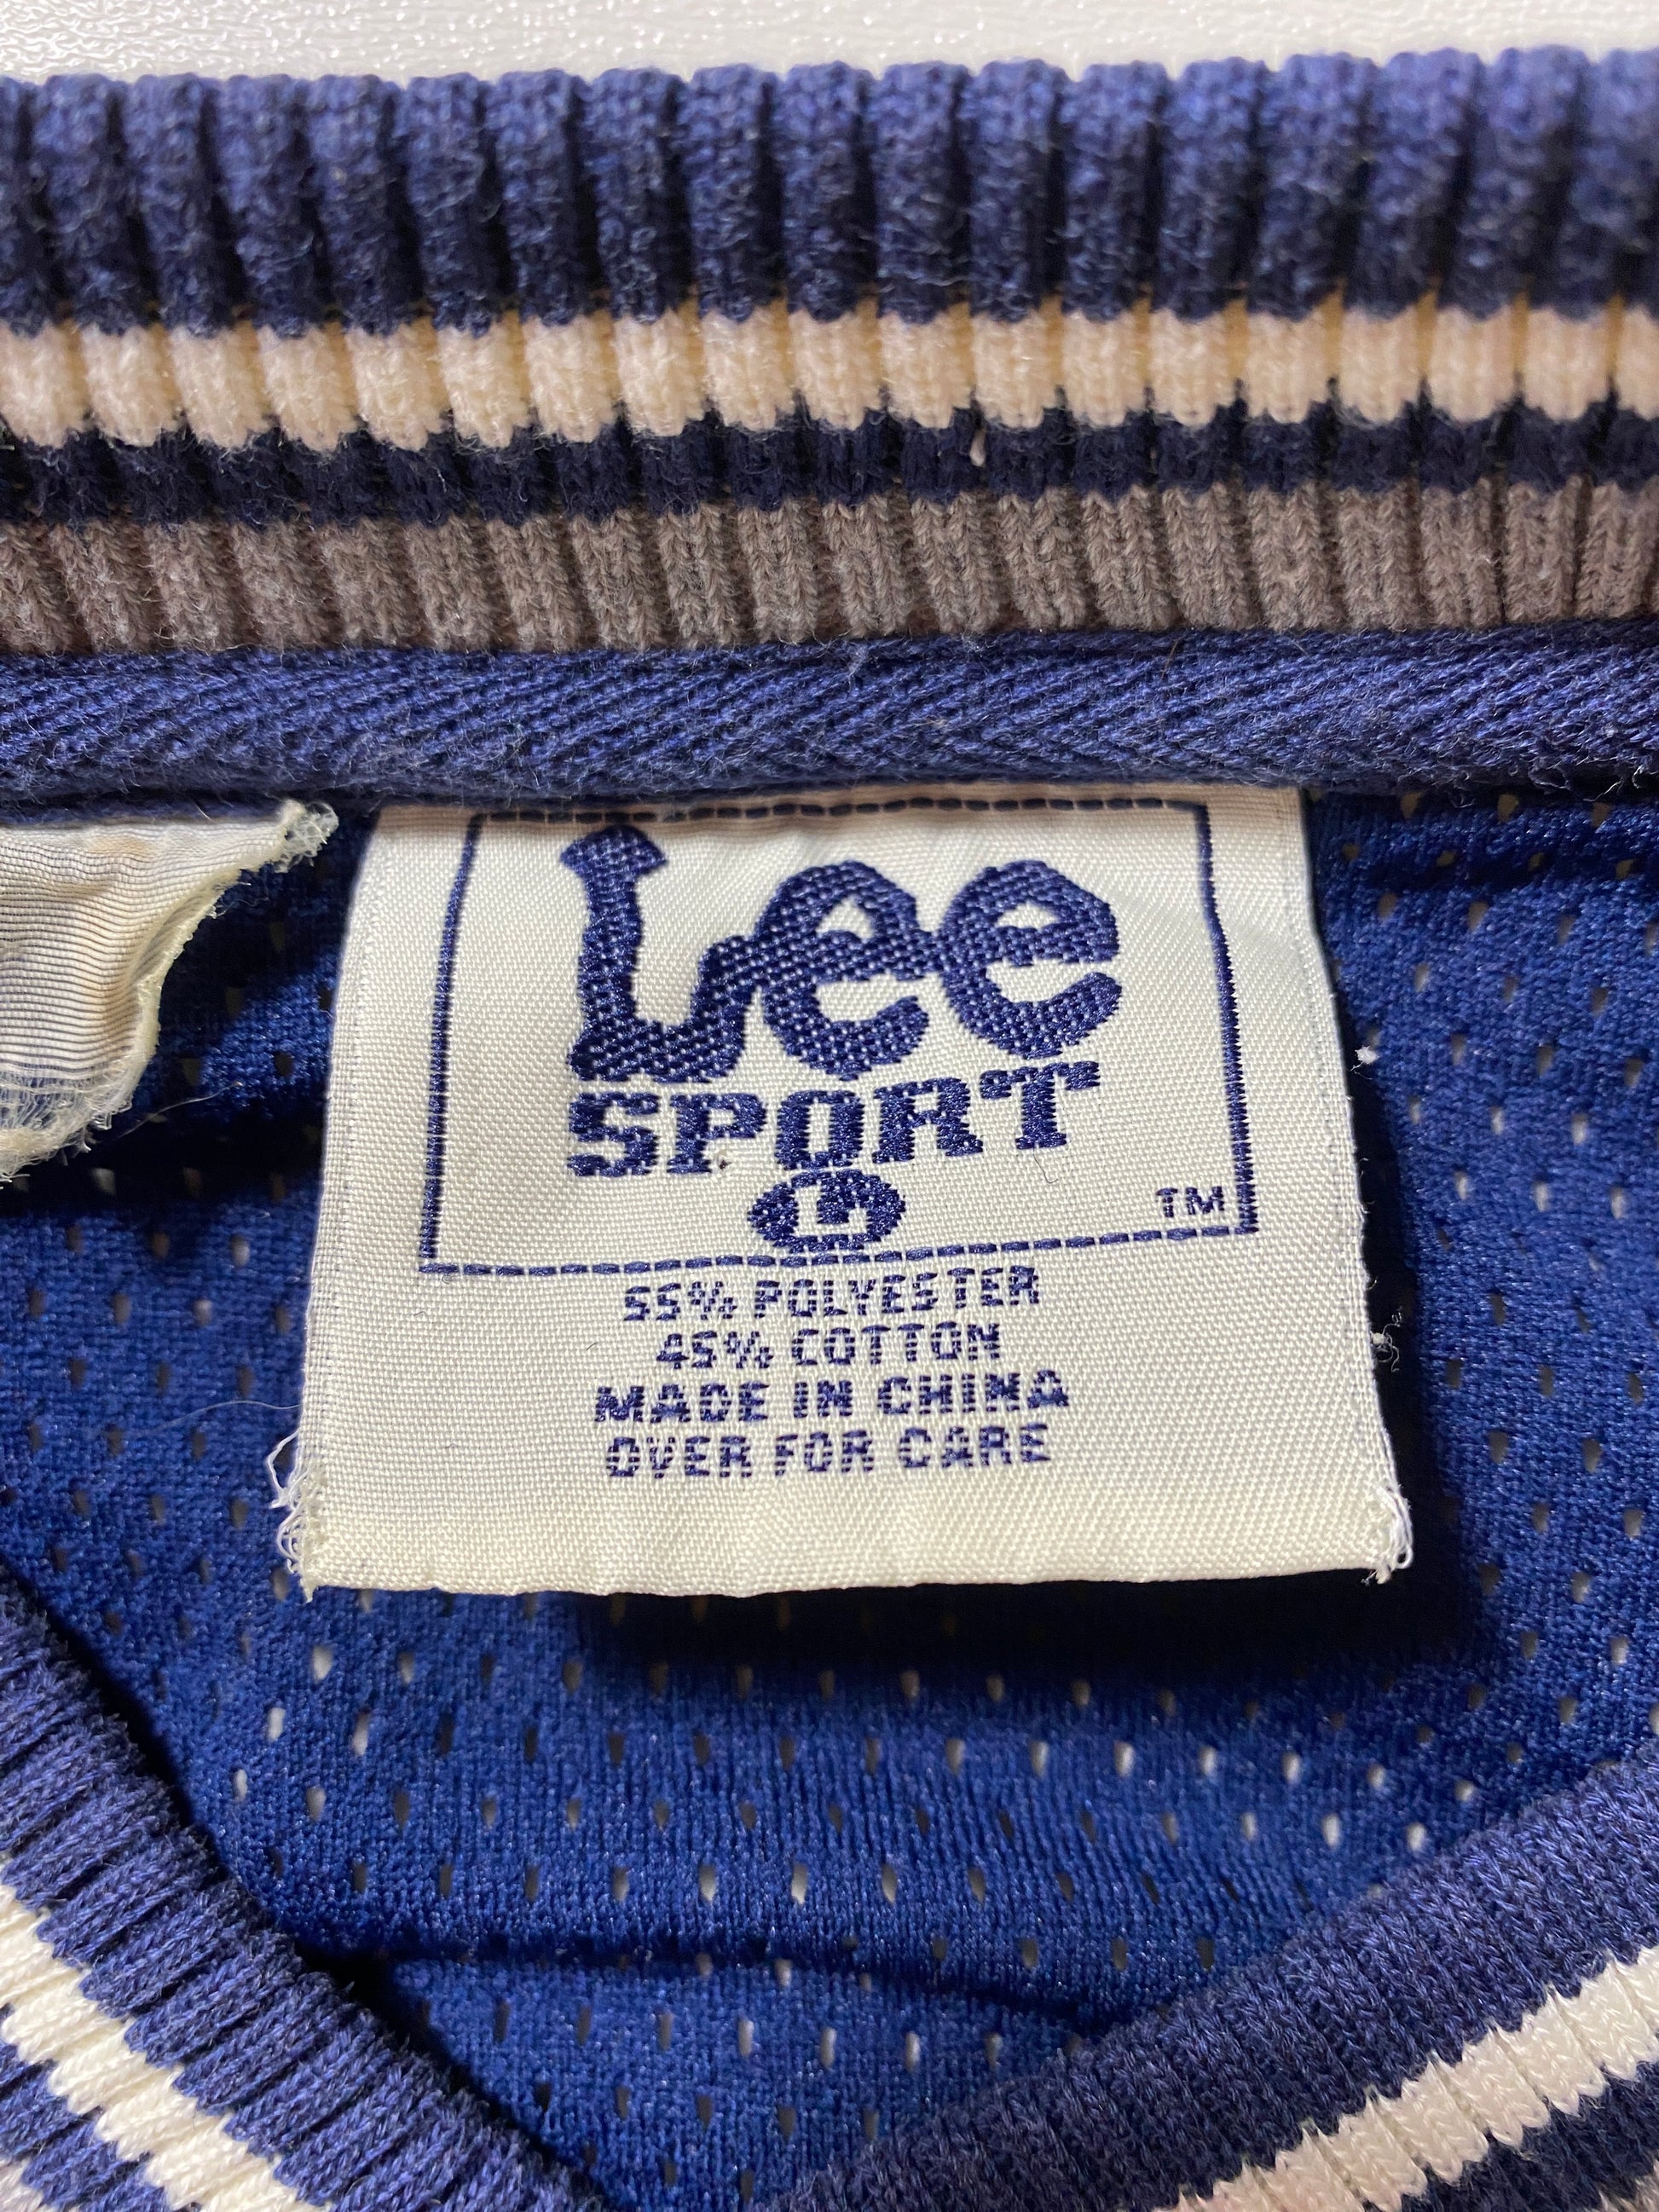 Lee
SPORT
L
TM
55% POLYESTER
45% COTTON
MADE IN CHINA
OVER FOR CARE